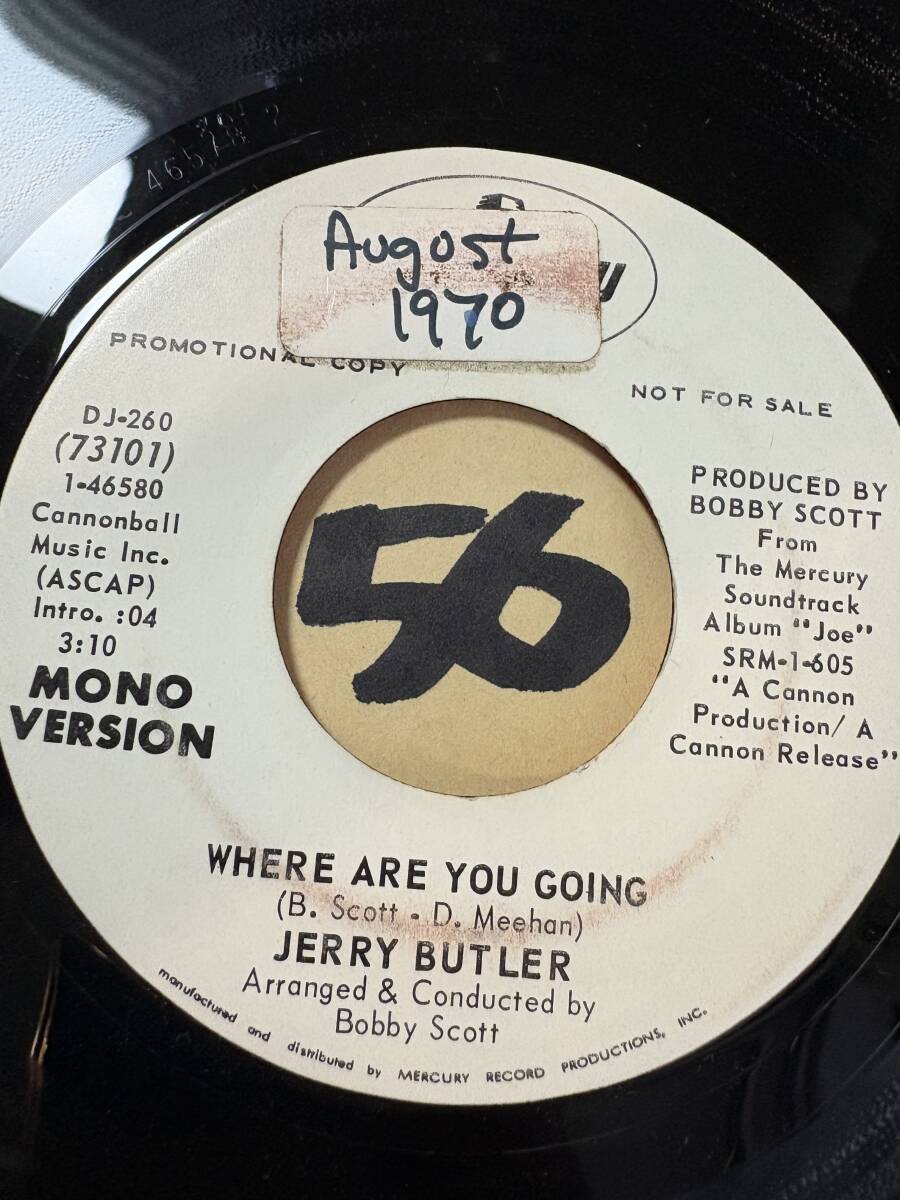 August
1970
PROMOTIONAL COPY
NOT FOR SALE
DJ-260
(73101)
1-46580
Cannonball
Music Inc.
(ASCAP)
Intro. :04
3:10
MONO
VERSION
56
PRODUCED BY
BOBBY SCOTT
From
The Mercury
Soundtrack
Album "Joe"
SRM-1-605
"A Cannon
Production/ A
Cannon Release"
WHERE ARE YOU GOING
(B. Scott - D. Meehan)
JERRY BUTLER
Arranged & Conducted by
Bobby Scott
manufactured and distributed by MERCURY RECORD PRODUCTIONS, INC.